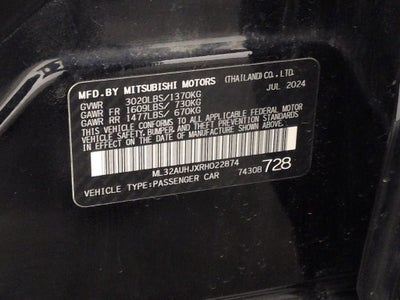 MFD.BY MITSUBISHI MOTORS (THAILAND) CO., LTD.
JUL 2024
GVWR 3020LBS/1370KG
GAWR FR 1609LBS/ 730KG
GAWR RR 1477LBS/ 670KG
THIS VEHICLE CONFORMS TO ALL APPLICABLE FEDERAL MOTOR
VEHICLE SAFETY, BUMPER, AND THEFT PREVENTION STANDARDS
IN EFFECT ON THE DATE OF MANUFACTURE SHOWN ABOVE.
ML32AUHJXRH022874
7430B 728
VEHICLE TYPE:PASSENGER CAR